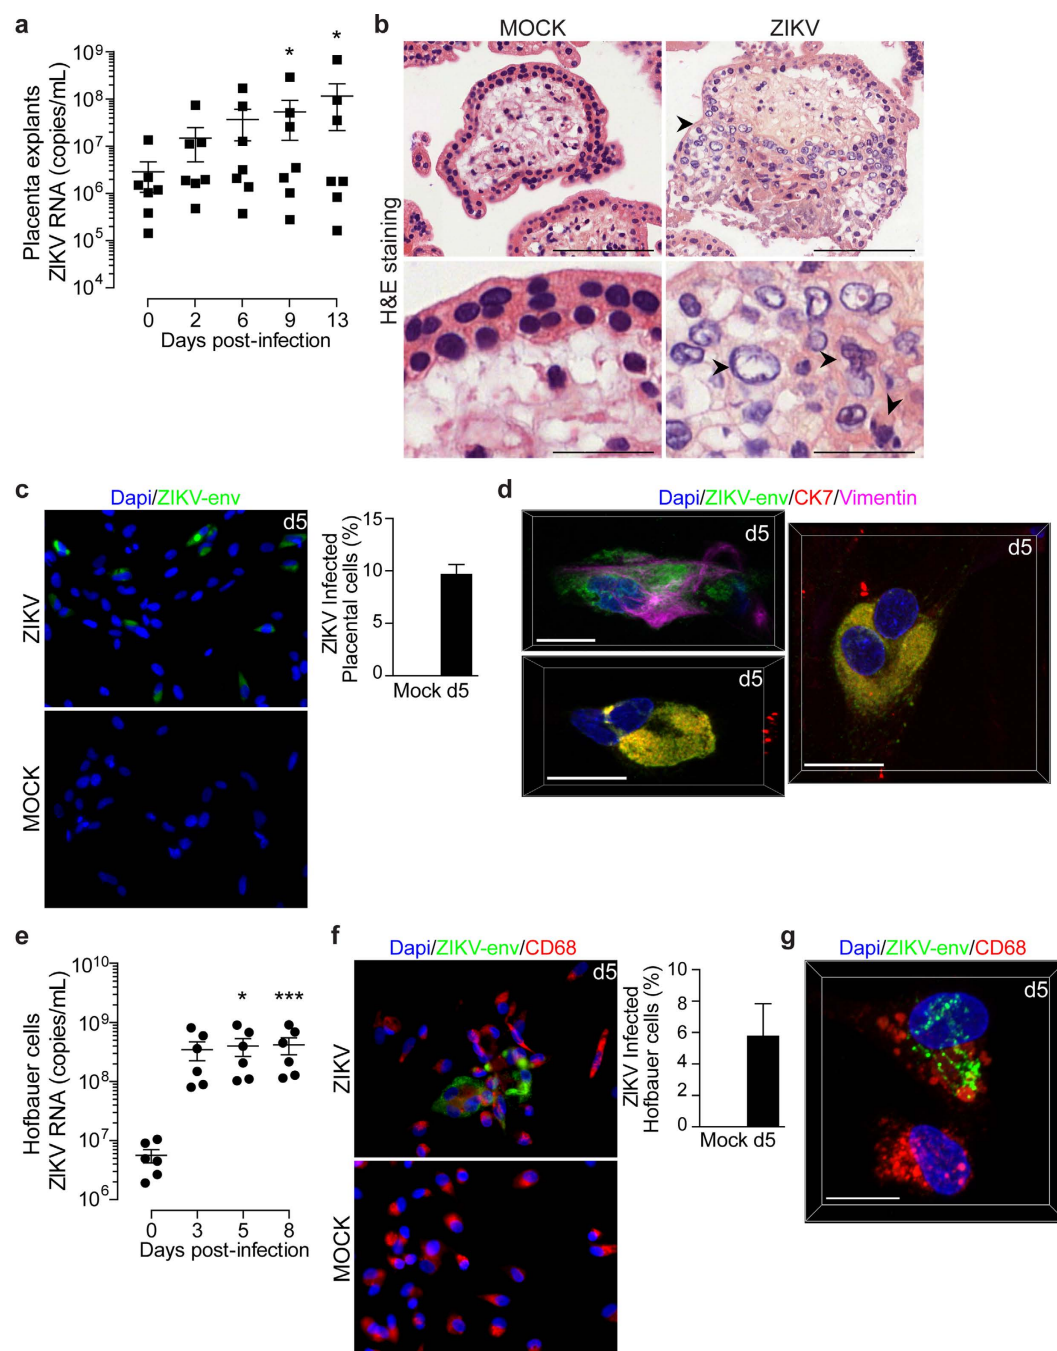 a
Placenta explants
ZIKV RNA (copies/mL)
10⁹
10⁸
10⁷
10⁶
10⁵
10⁴
* *
0 2 6 9 13
Days post-infection
b
MOCK ZIKV
H&E staining
c
Dapi/ZIKV-env
d5
ZIKV
MOCK
ZIKV Infected
Placental cells (%)
15
10
5
0
Mock d5
d
Dapi/ZIKV-env/CK7/Vimentin
d5
d5
d5
e
Hofbauer cells
ZIKV RNA (copies/mL)
10¹⁰
10⁹
10⁸
10⁷
10⁶
* ***
0 3 5 8
Days post-infection
f
Dapi/ZIKV-env/CD68
d5
ZIKV
MOCK
ZIKV Infected
Hofbauer cells (%)
10
8
6
4
2
0
Mock d5
g
Dapi/ZIKV-env/CD68
d5